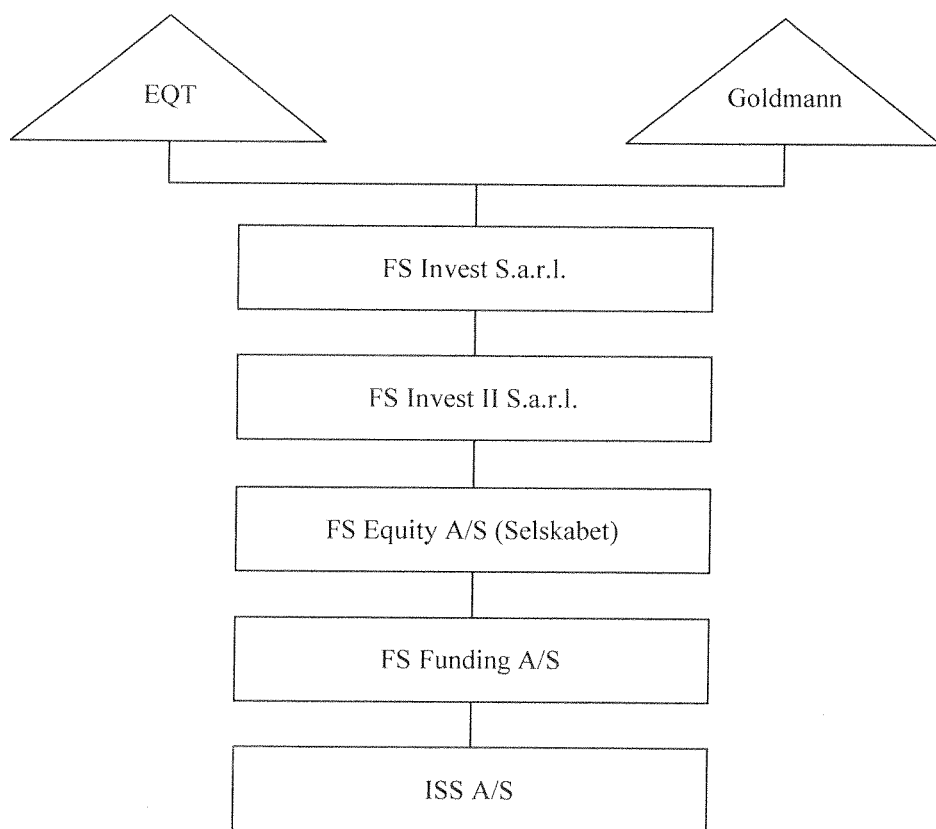 EQT
Goldmann
FS Invest S.a.r.l.
FS Invest II S.a.r.l.
FS Equity A/S (Selskabet)
FS Funding A/S
ISS A/S